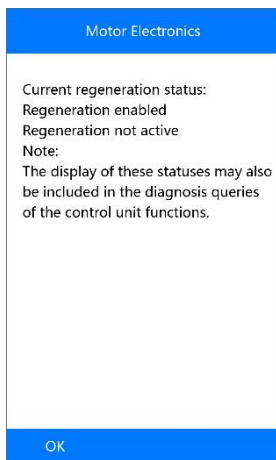 Motor Electronics
Current regeneration status:
Regeneration enabled
Regeneration not active
Note:
The display of these statuses may also
be included in the diagnosis queries
of the control unit functions.
OK